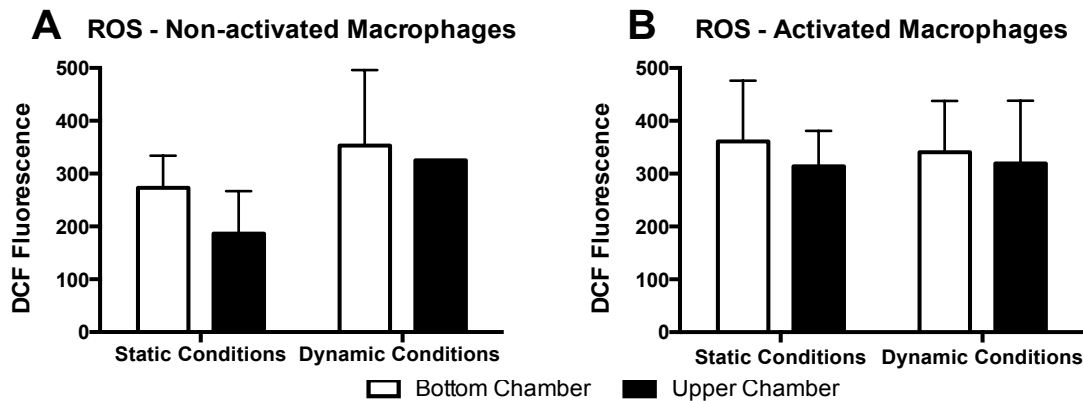 A ROS - Non-activated Macrophages
DCF Fluorescence
500
400
300
200
100
0
Static Conditions Dynamic Conditions
B ROS - Activated Macrophages
DCF Fluorescence
500
400
300
200
100
0
Static Conditions Dynamic Conditions
Bottom Chamber Upper Chamber